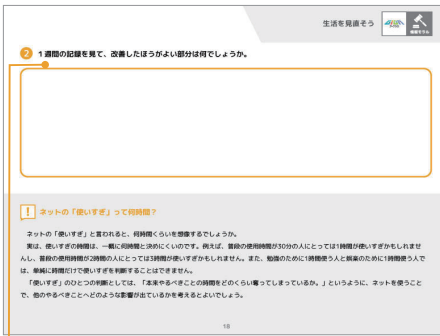 生活を見直そう
情報モラル
2 1週間の記録を見て、改善したほうがよい部分は何でしょうか。
! ネットの「使いすぎ」って何時間？
ネットの「使いすぎ」と言われると、何時間くらいを想像するでしょうか。
実は、使いすぎの時間は、一概に何時間と決めにくいのです。例えば、普段の使用時間が30分の人にとっては1時間が使いすぎかもしれませ
んし、普段の使用時間が2時間の人にとっては3時間が使いすぎかもしれません。また、勉強のために1時間使う人と娯楽のために1時間使う人で
は、単純に時間だけで使いすぎを判断することはできません。
「使いすぎ」のひとつの判断としては、「本来やるべきことの時間をどのくらい奪ってしまっているか。」というように、ネットを使うこと
で、他のやるべきことへどのような影響が出ているかを考えるとよいでしょう。
18